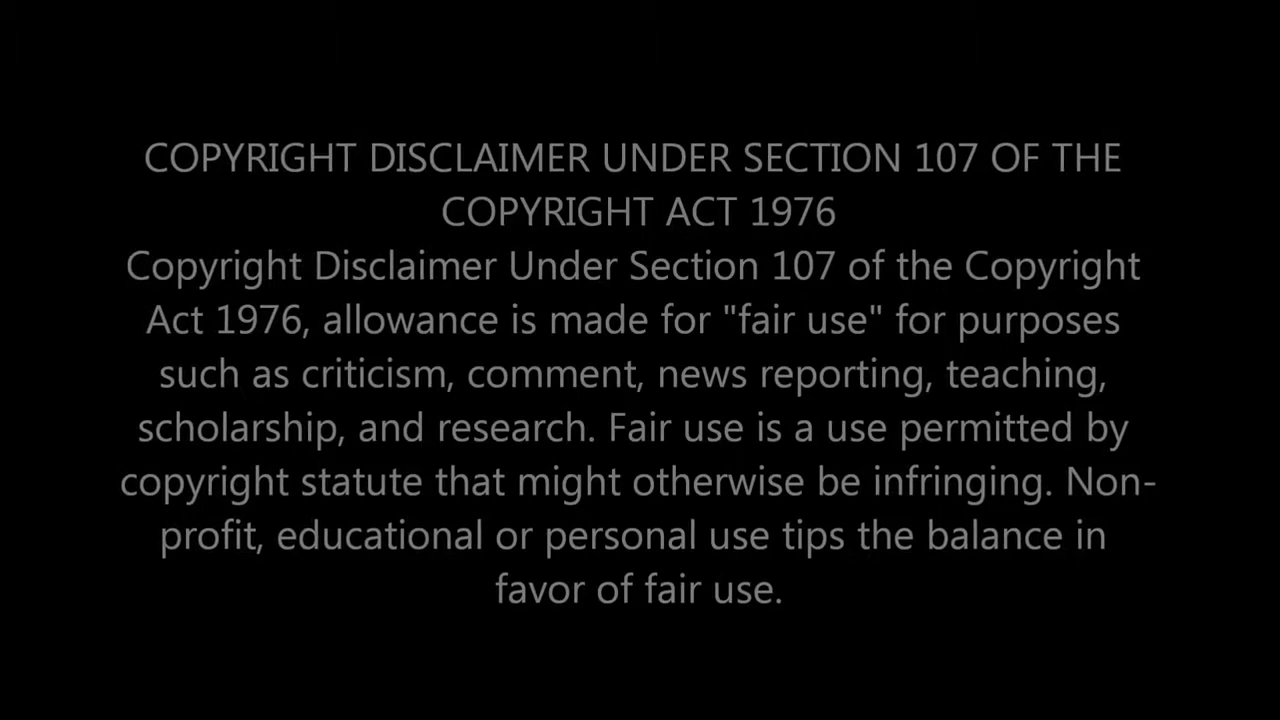 COPYRIGHT DISCLAIMER UNDER SECTION 107 OF THE
COPYRIGHT ACT 1976
Copyright Disclaimer Under Section 107 of the Copyright
Act 1976, allowance is made for "fair use" for purposes
such as criticism, comment, news reporting, teaching,
scholarship, and research. Fair use is a use permitted by
copyright statute that might otherwise be infringing. Non-
profit, educational or personal use tips the balance in
favor of fair use.